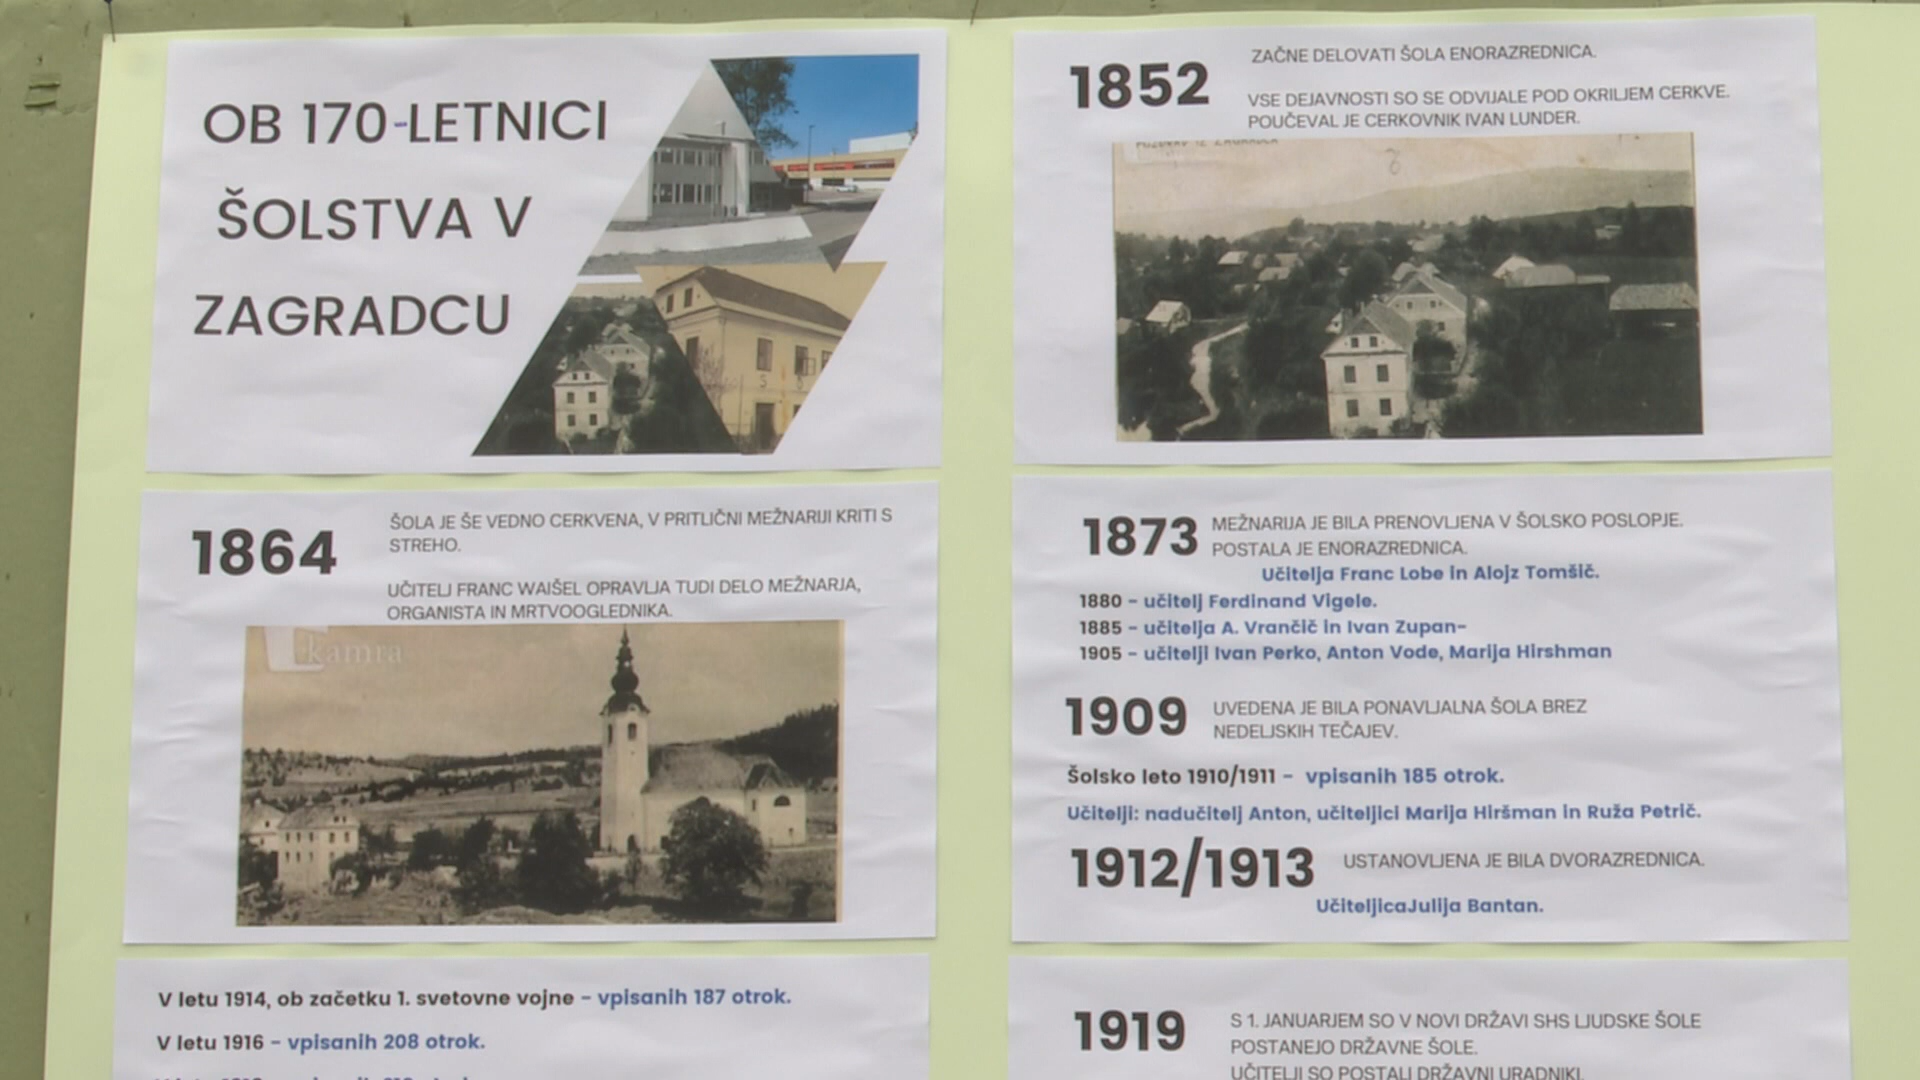 OB 170-LETNICI
ŠOLSTVA V
ZAGRADCU
1852
ZAČNE DELOVATI ŠOLA ENORAZREDNICA.
VSE DEJAVNOSTI SO SE ODVIJALE POD OKRILJEM CERKVE.
POUČEVAL JE CERKOVNIK IVAN LUNDER.
1864
ŠOLA JE ŠE VEDNO CERKVENA, V PRITLIČNI MEŽNARIJI KRITI S
STREHO.
UČITELJ FRANC WAIŠEL OPRAVLJA TUDI DELO MEŽNARJA,
ORGANISTA IN MRTVOOGLEDNIKA.
kamra
1873
MEŽNARIJA JE BILA PRENOVLJENA V ŠOLSKO POSLOPJE.
POSTALA JE ENORAZREDNICA.
Učitelja Franc Lobe in Alojz Tomšič.
1880 - učitelj Ferdinand Vigele.
1885 - učitelja A. Vrančič in Ivan Zupan-
1905 - učitelji Ivan Perko, Anton Vode, Marija Hirshman
1909
UVEDENA JE BILA PONAVLJALNA ŠOLA BREZ
NEDELJSKIH TEČAJEV.
Šolsko leto 1910/1911 - vpisanih 185 otrok.
Učitelji: nadučitelj Anton, učiteljici Marija Hiršman in Ruža Petrič.
1912/1913
USTANOVLJENA JE BILA DVORAZREDNICA.
UčiteljicaJulija Bantan.
V letu 1914, ob začetku 1. svetovne vojne - vpisanih 187 otrok.
V letu 1916 - vpisanih 208 otrok.
1919
S 1. JANUARJEM SO V NOVI DRŽAVI SHS LJUDSKE ŠOLE
POSTANEJO DRŽAVNE ŠOLE.
UČITELJI SO POSTALI DRŽAVNI URADNIKI.